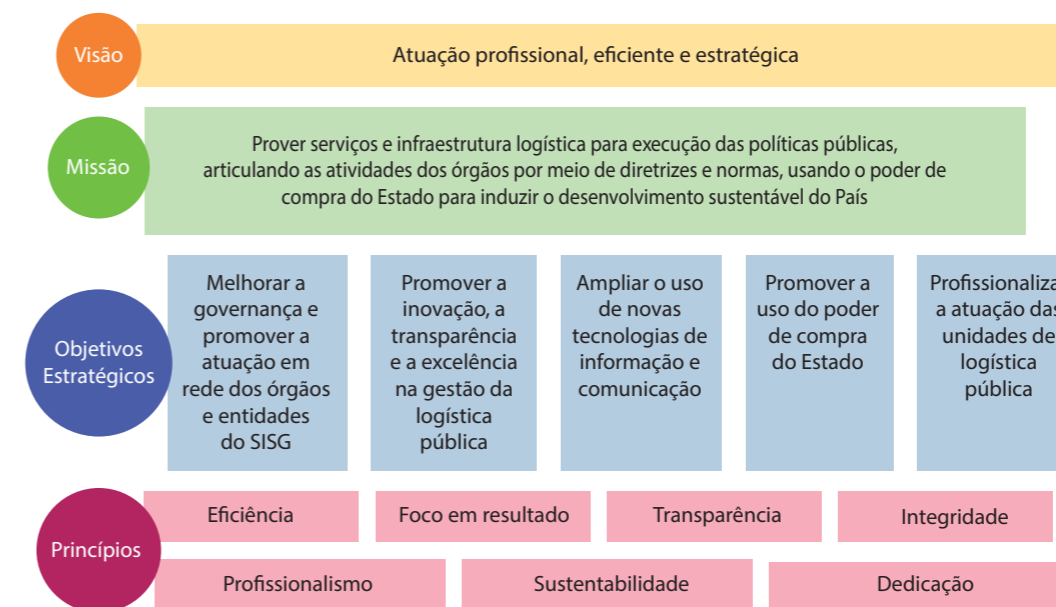 Visão
Atuação profissional, eficiente e estratégica
Missão
Prover serviços e infraestrutura logística para execução das políticas públicas,
articulando as atividades dos órgãos por meio de diretrizes e normas, usando o poder de
compra do Estado para induzir o desenvolvimento sustentável do País
Objetivos
Estratégicos
Melhorar a
governança e
promover a
atuação em
rede dos órgãos
e entidades
do SISG
Promover a
inovação, a
transparência
e a excelência
na gestão da
logística
pública
Ampliar o uso
de novas
tecnologias de
informação e
comunicação
Promover a
uso do poder
de compra
do Estado
Profissionaliza
a atuação das
unidades de
logística
pública
Princípios
Eficiência
Foco em resultado
Transparência
Integridade
Profissionalismo
Sustentabilidade
Dedicação